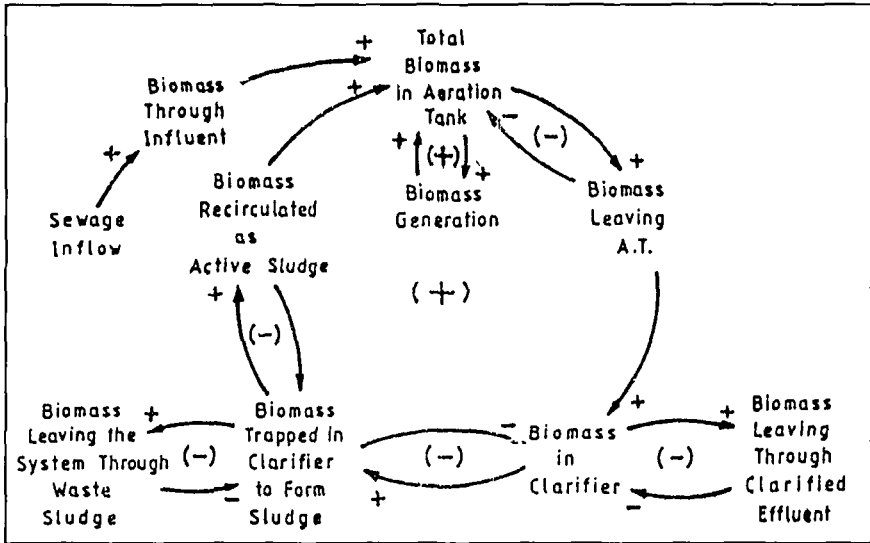 Total
Biomass
in Aeration
Tank
Biomass
Through
Influent
Sewage
Inflow
Biomass
Recirculated
as
Active Sludge
Biomass
Generation
Biomass
Leaving
A.T.
Biomass
Leaving the
System Through
Waste
Sludge
Biomass
Trapped in
Clarifier
to Form
Sludge
Biomass
in
Clarifier
Biomass
Leaving
Through
Clarified
Effluent
+
+
+
-
(-)
+
(+)
+
+
+
(-)
(+)
+
(-)
-
-
(-)
+
+
+
(-)
-